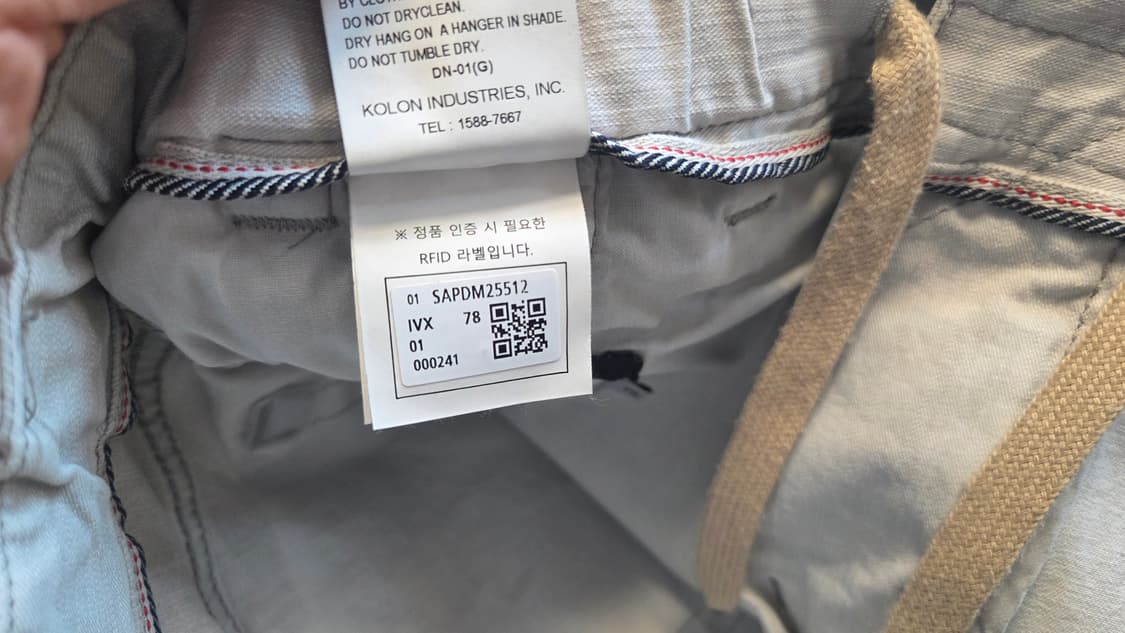 DO NOT DRYCLEAN.
DRY HANG ON A HANGER IN SHADE.
DO NOT TUMBLE DRY.
DN-01(G)
KOLON INDUSTRIES, INC.
TEL : 1588-7667
※ 정품 인증 시 필요한
RFID 라벨입니다.
01 SAPDM25512
IVX 78
01
000241